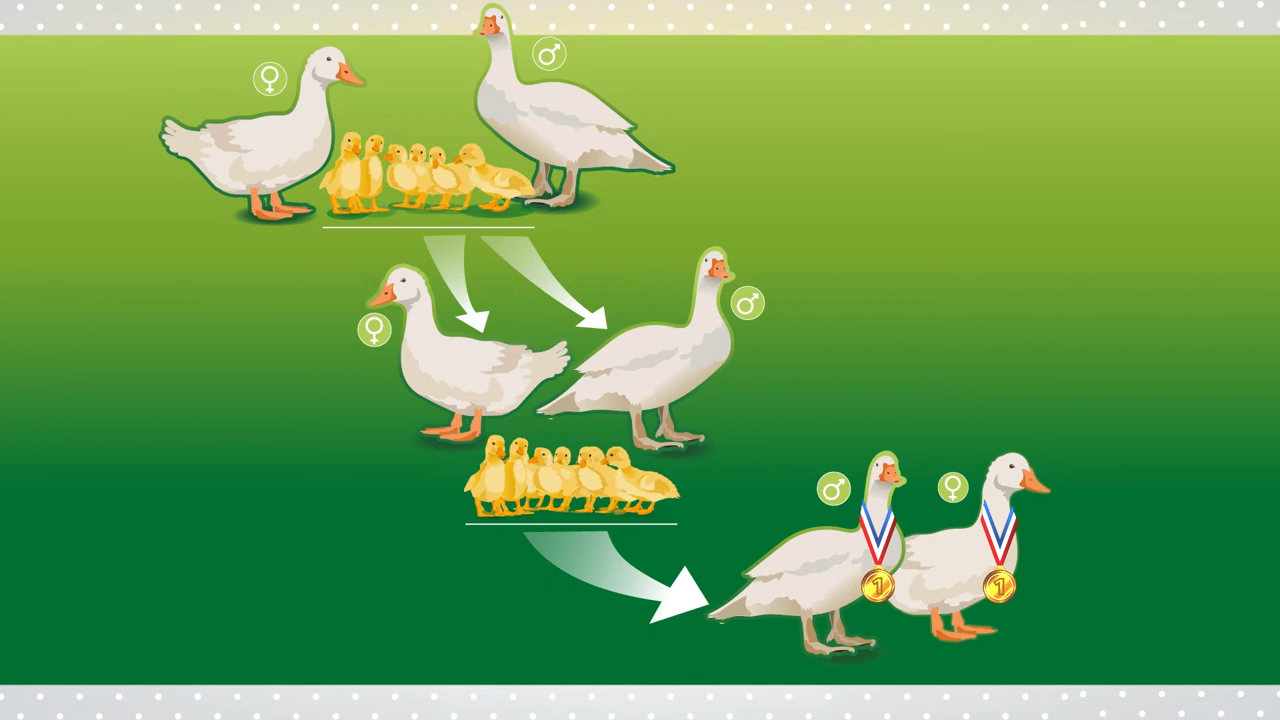 ♀ ♂
♀ ♂
♂ ♀
1 1